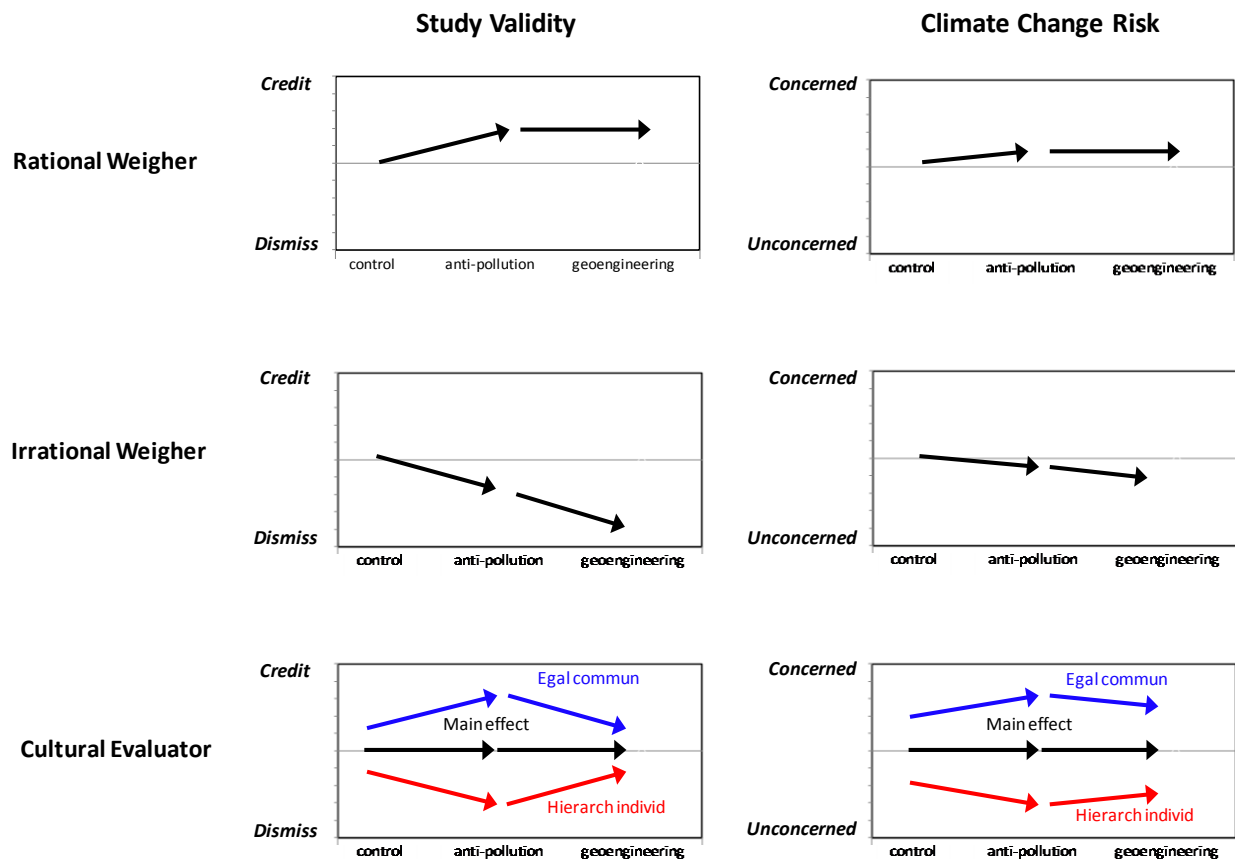 Study Validity
Climate Change Risk
Rational Weigher
Credit
Dismiss
control anti-pollution geoengineering
Concerned
Unconcerned
control anti-pollution geoengineering
Irrational Weigher
Credit
Dismiss
control anti-pollution geoengineering
Concerned
Unconcerned
control anti-pollution geoengineering
Cultural Evaluator
Credit
Egal commun
Main effect
Hierarch individ
Dismiss
control anti-pollution geoengineering
Concerned
Egal commun
Main effect
Hierarch individ
Unconcerned
control anti-pollution geoengineering